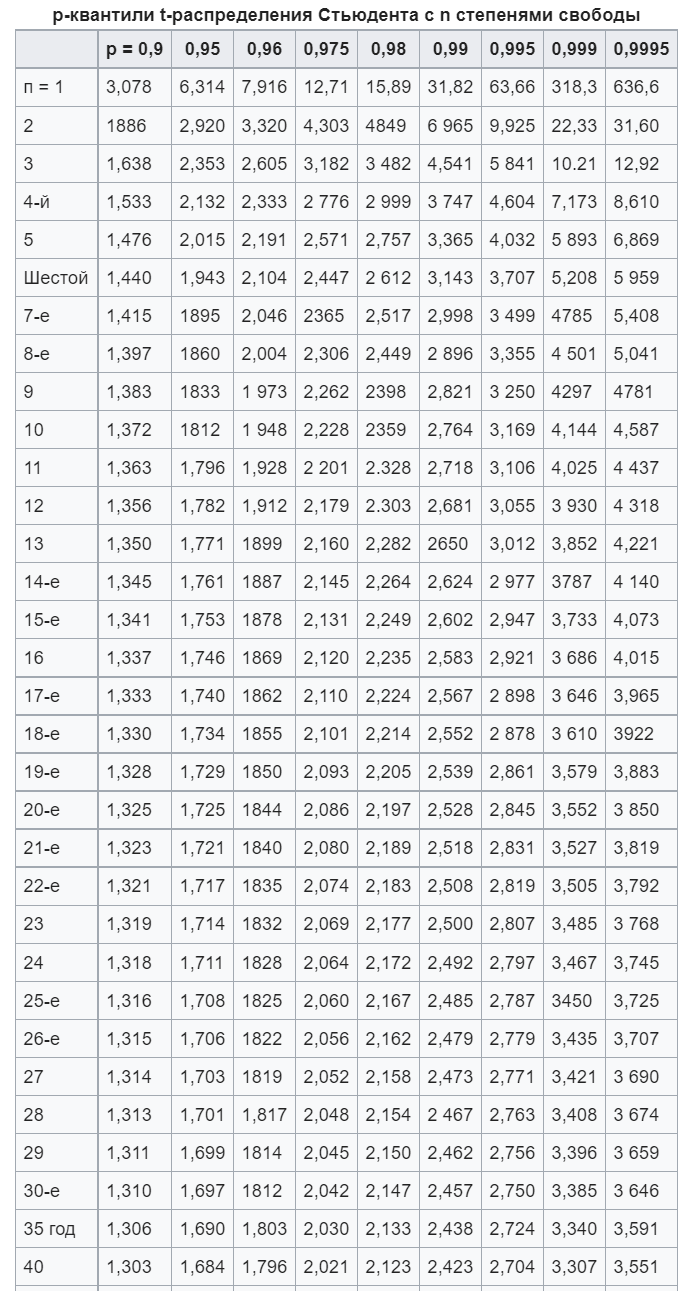 p-квантили t-распределения Стьюдента с n степенями свободы
p = 0,9 0,95 0,96 0,975 0,98 0,99 0,995 0,999 0,9995
п = 1 3,078 6,314 7,916 12,71 15,89 31,82 63,66 318,3 636,6
2 1886 2,920 3,320 4,303 4849 6 965 9,925 22,33 31,60
3 1,638 2,353 2,605 3,182 3 482 4,541 5 841 10.21 12,92
4-й 1,533 2,132 2,333 2 776 2 999 3 747 4,604 7,173 8,610
5 1,476 2,015 2,191 2,571 2,757 3,365 4,032 5 893 6,869
Шестой 1,440 1,943 2,104 2,447 2 612 3,143 3,707 5,208 5 959
7-е 1,415 1895 2,046 2365 2,517 2,998 3 499 4785 5,408
8-е 1,397 1860 2,004 2,306 2,449 2 896 3,355 4 501 5,041
9 1,383 1833 1 973 2,262 2398 2,821 3 250 4297 4781
10 1,372 1812 1 948 2,228 2359 2,764 3,169 4,144 4,587
11 1,363 1,796 1,928 2 201 2.328 2,718 3,106 4,025 4 437
12 1,356 1,782 1,912 2,179 2.303 2,681 3,055 3 930 4 318
13 1,350 1,771 1899 2,160 2,282 2650 3,012 3,852 4,221
14-е 1,345 1,761 1887 2,145 2,264 2,624 2 977 3787 4 140
15-е 1,341 1,753 1878 2,131 2,249 2,602 2,947 3,733 4,073
16 1,337 1,746 1869 2,120 2,235 2,583 2,921 3 686 4,015
17-е 1,333 1,740 1862 2,110 2,224 2,567 2 898 3 646 3,965
18-е 1,330 1,734 1855 2,101 2,214 2,552 2 878 3 610 3922
19-е 1,328 1,729 1850 2,093 2,205 2,539 2,861 3,579 3,883
20-е 1,325 1,725 1844 2,086 2,197 2,528 2,845 3,552 3 850
21-е 1,323 1,721 1840 2,080 2,189 2,518 2,831 3,527 3,819
22-е 1,321 1,717 1835 2,074 2,183 2,508 2,819 3,505 3,792
23 1,319 1,714 1832 2,069 2,177 2,500 2,807 3,485 3 768
24 1,318 1,711 1828 2,064 2,172 2,492 2,797 3,467 3,745
25-е 1,316 1,708 1825 2,060 2,167 2,485 2,787 3450 3,725
26-е 1,315 1,706 1822 2,056 2,162 2,479 2,779 3,435 3,707
27 1,314 1,703 1819 2,052 2,158 2,473 2,771 3,421 3 690
28 1,313 1,701 1,817 2,048 2,154 2 467 2,763 3,408 3 674
29 1,311 1,699 1814 2,045 2,150 2,462 2,756 3,396 3 659
30-е 1,310 1,697 1812 2,042 2,147 2,457 2,750 3,385 3 646
35 год 1,306 1,690 1,803 2,030 2,133 2,438 2,724 3,340 3,591
40 1,303 1,684 1,796 2,021 2,123 2,423 2,704 3,307 3,551